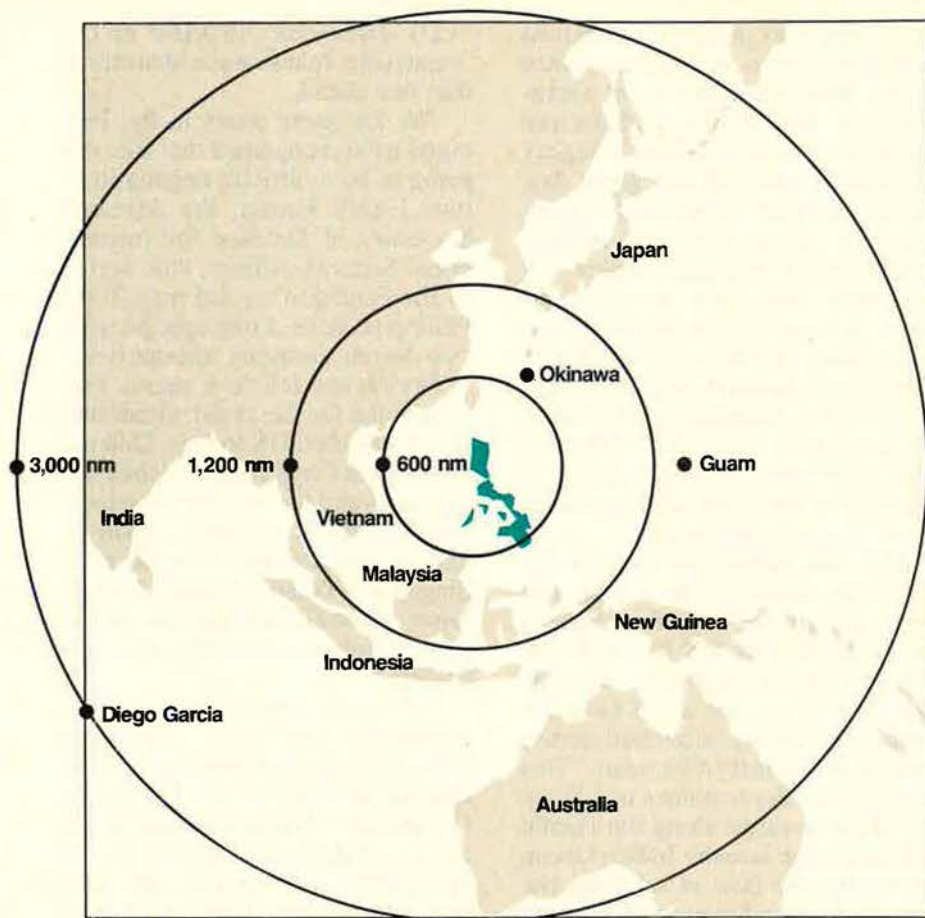 Japan
Okinawa
3,000 nm
1,200 nm
600 nm
Guam
India
Vietnam
Malaysia
New Guinea
Indonesia
Diego Garcia
Australia